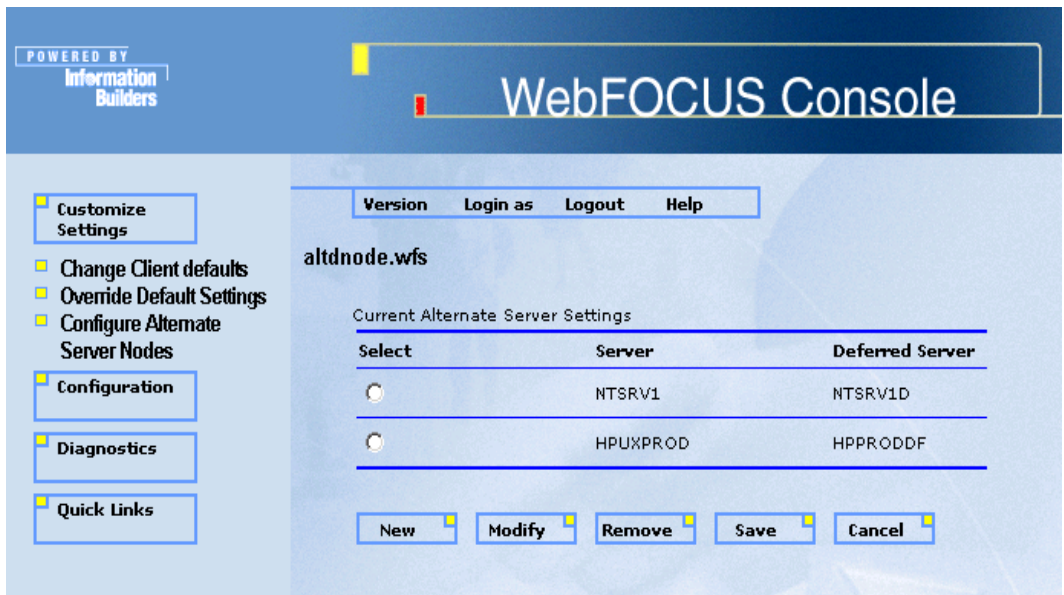 POWERED BY
Information
Builders
WebFOCUS Console
Customize
Settings
Change Client defaults
Override Default Settings
Configure Alternate
Server Nodes
Configuration
Diagnostics
Quick Links
Version Login as Logout Help
altdnode.wfs
Current Alternate Server Settings
Select Server Deferred Server
NTSRV1 NTSRV1D
HPUXPROD HPPRODDF
New Modify Remove Save Cancel